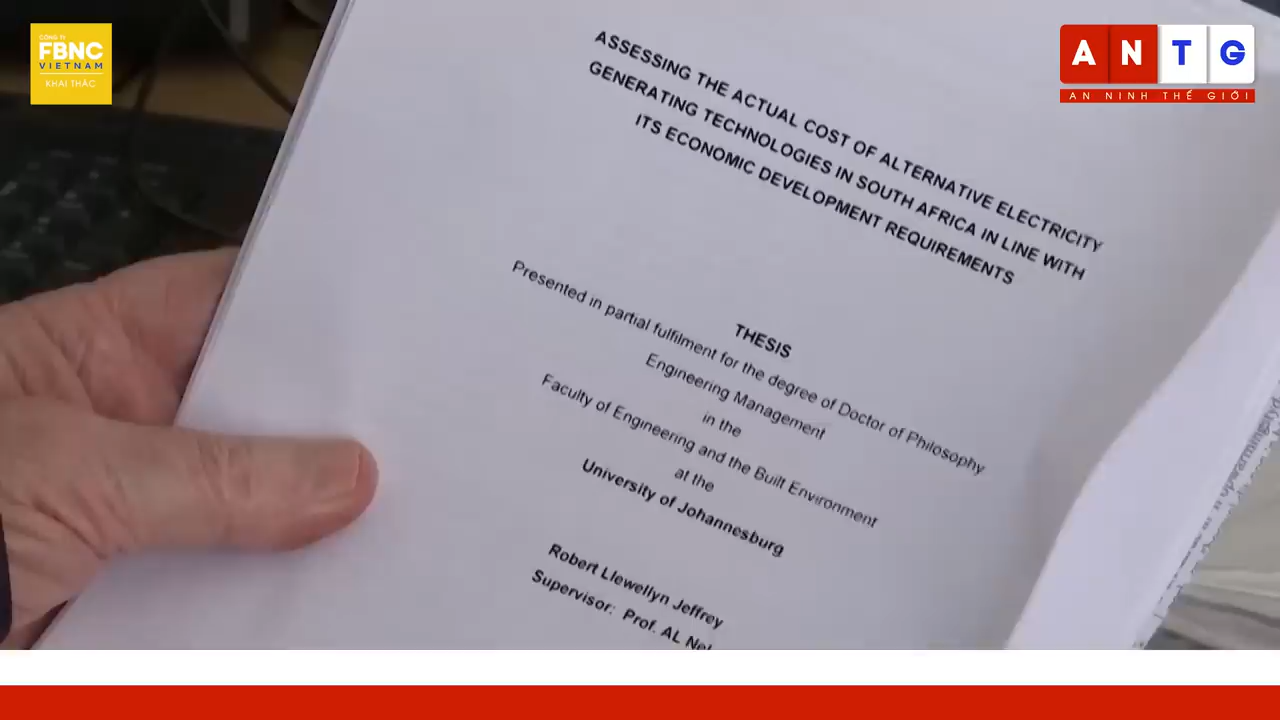 CÔNG TY
FBNC
VIETNAM
KHAI THÁC
ANTG
AN NINH THẾ GIỚI
ASSESSING THE ACTUAL COST OF ALTERNATIVE ELECTRICITY
GENERATING TECHNOLOGIES IN SOUTH AFRICA IN LINE WITH
ITS ECONOMIC DEVELOPMENT REQUIREMENTS
THESIS
Presented in partial fulfilment for the degree of Doctor of Philosophy
Engineering Management
in the
Faculty of Engineering and the Built Environment
at the
University of Johannesburg
Robert Llewellyn Jeffrey
Supervisor: Prof. AL